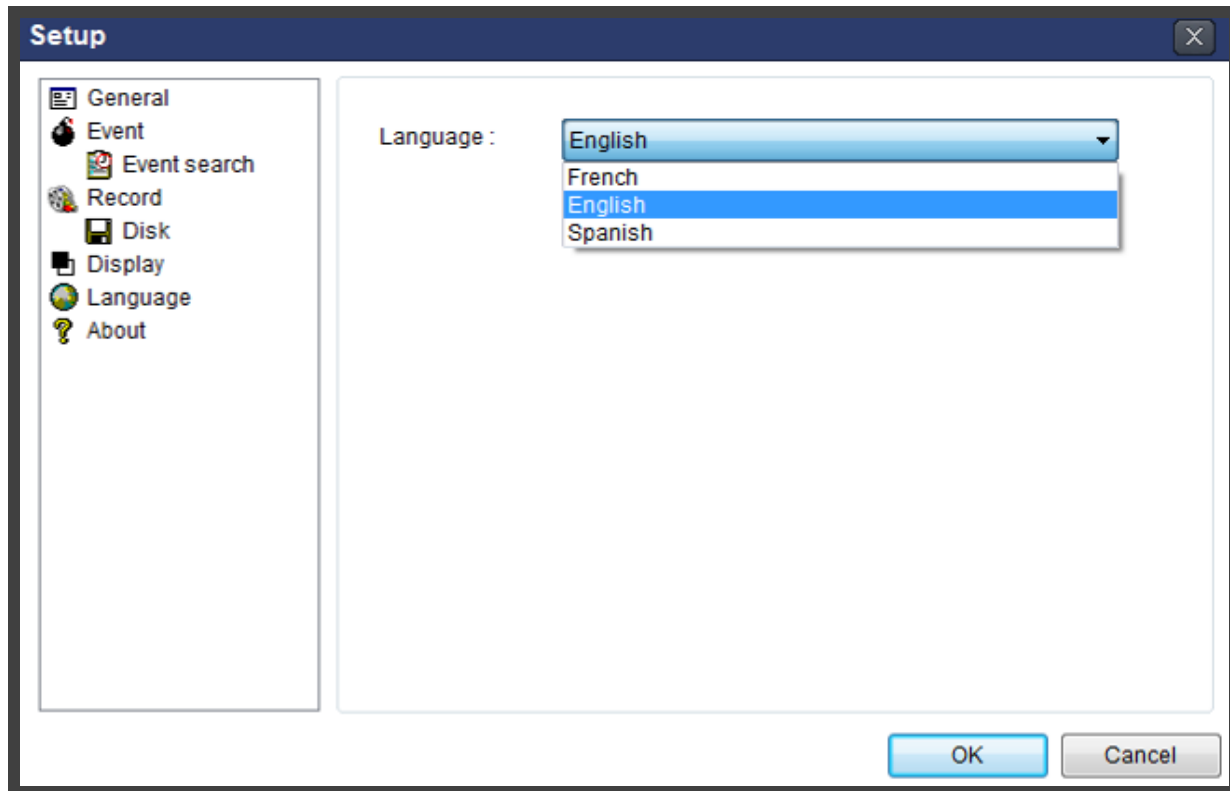 Setup
General
Event
Event search
Record
Disk
Display
Language
About
Language :
English
French
English
Spanish
OK
Cancel